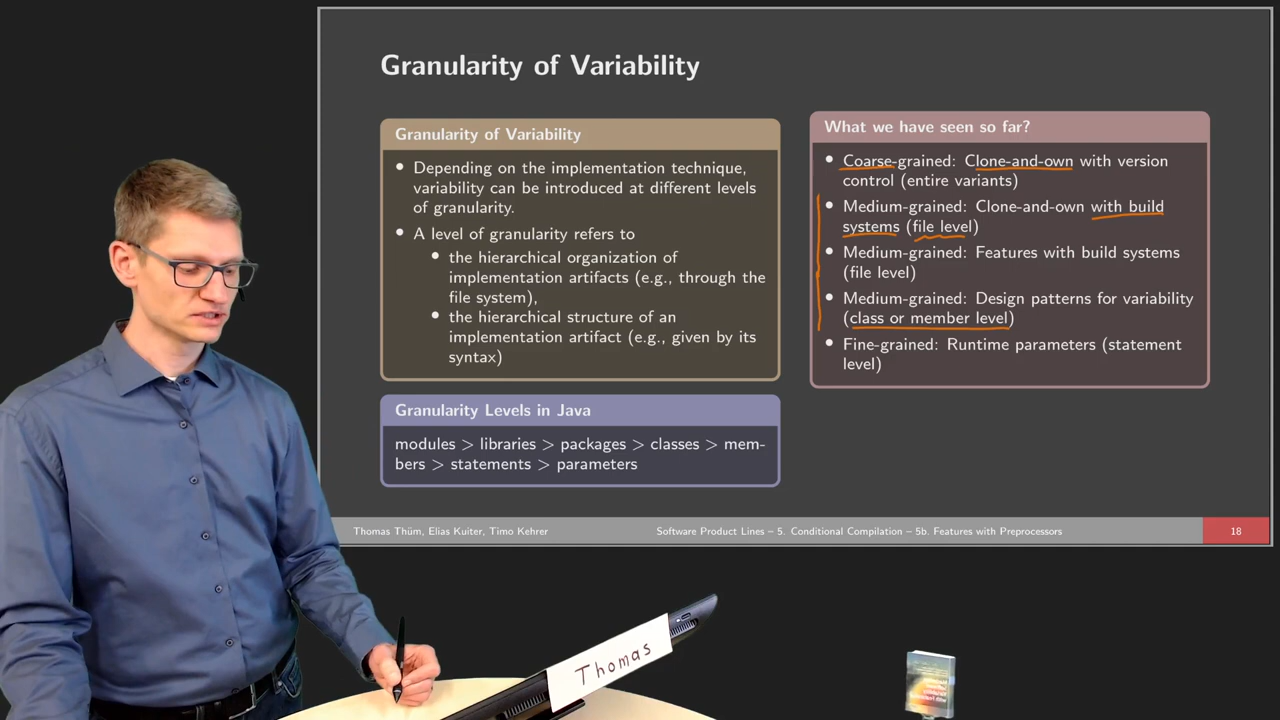 Granularity of Variability
Granularity of Variability
• Depending on the implementation technique,
variability can be introduced at different levels
of granularity.
• A level of granularity refers to
• the hierarchical organization of
implementation artifacts (e.g., through the
file system),
• the hierarchical structure of an
implementation artifact (e.g., given by its
syntax)
Granularity Levels in Java
modules > libraries > packages > classes > mem-
bers > statements > parameters
What we have seen so far?
• Coarse-grained: Clone-and-own with version
control (entire variants)
• Medium-grained: Clone-and-own with build
systems (file level)
• Medium-grained: Features with build systems
(file level)
• Medium-grained: Design patterns for variability
(class or member level)
• Fine-grained: Runtime parameters (statement
level)
Thomas Thüm, Elias Kuiter, Timo Kehrer
Software Product Lines – 5. Conditional Compilation – 5b. Features with Preprocessors
18
Thomas